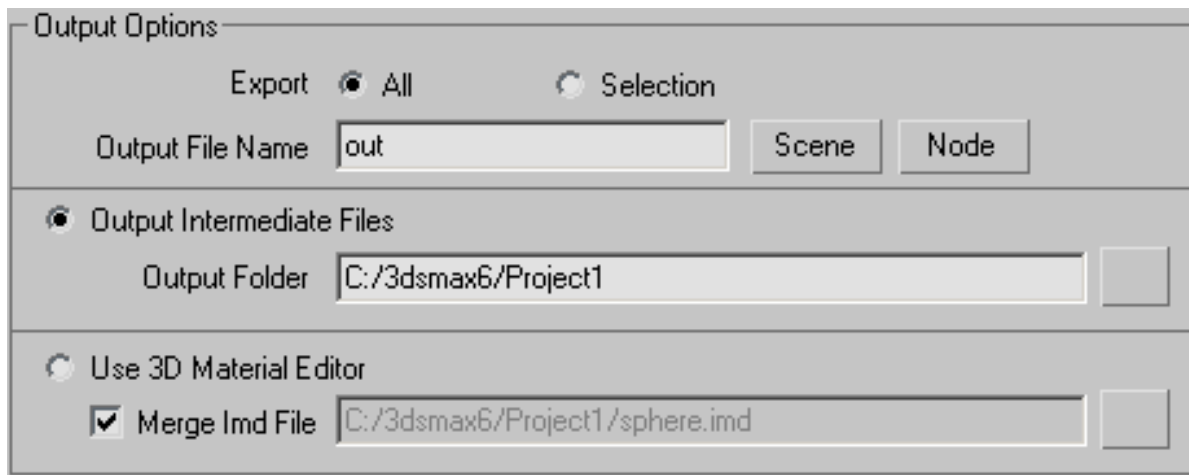 Output Options
Export All Selection
Output File Name out Scene Node
Output Intermediate Files
Output Folder C:/3dsmax6/Project1
Use 3D Material Editor
Merge Imd File C:/3dsmax6/Project1/sphere.imd